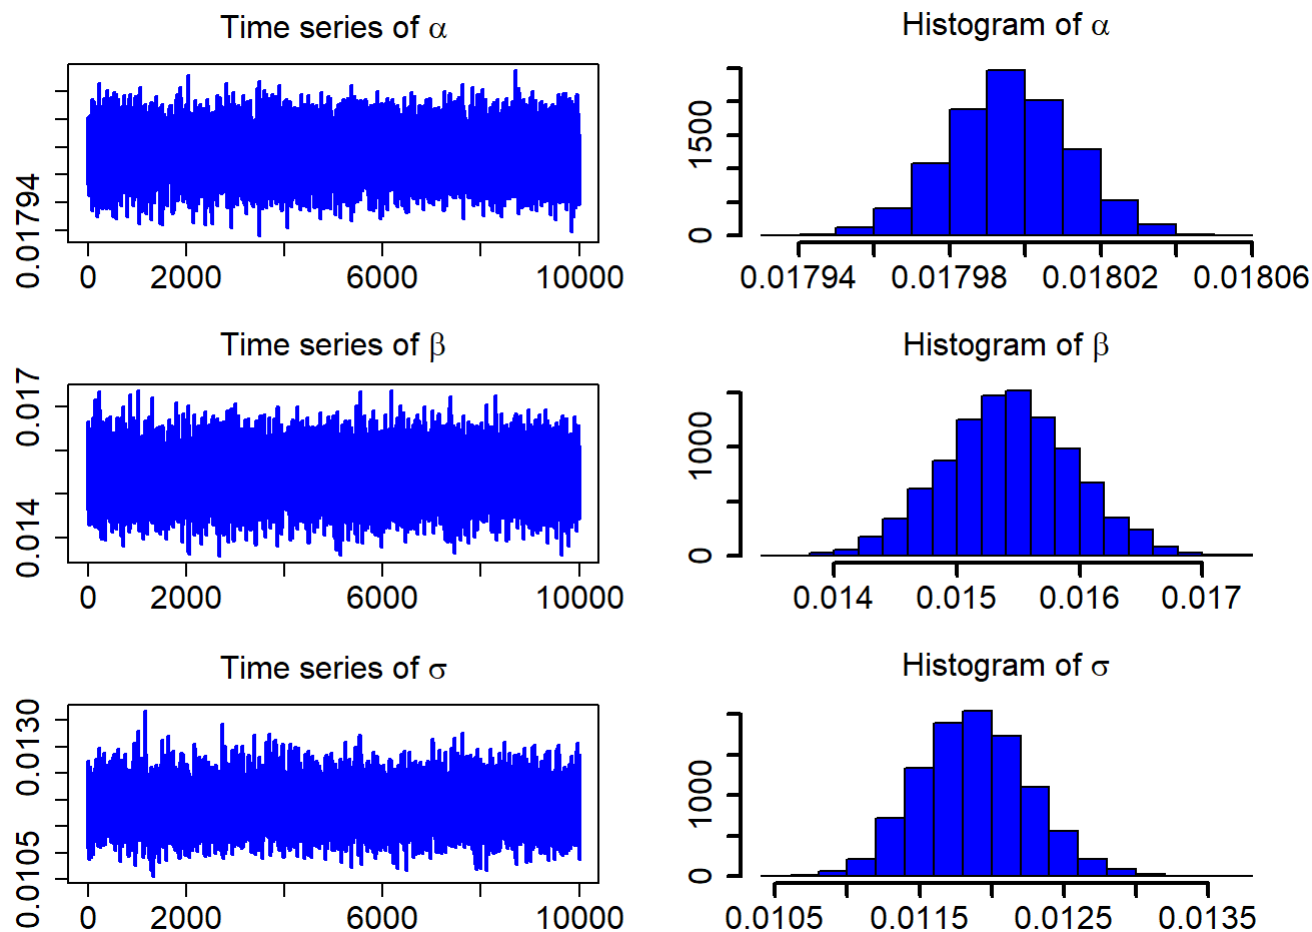 Time series of α
0.01794
0 2000 6000 10000
Histogram of α
0 1500
0.01794 0.01798 0.01802 0.01806
Time series of β
0.014 0.017
0 2000 6000 10000
Histogram of β
0 1000
0.014 0.015 0.016 0.017
Time series of σ
0.0105 0.0130
0 2000 6000 10000
Histogram of σ
0 1000
0.0105 0.0115 0.0125 0.0135